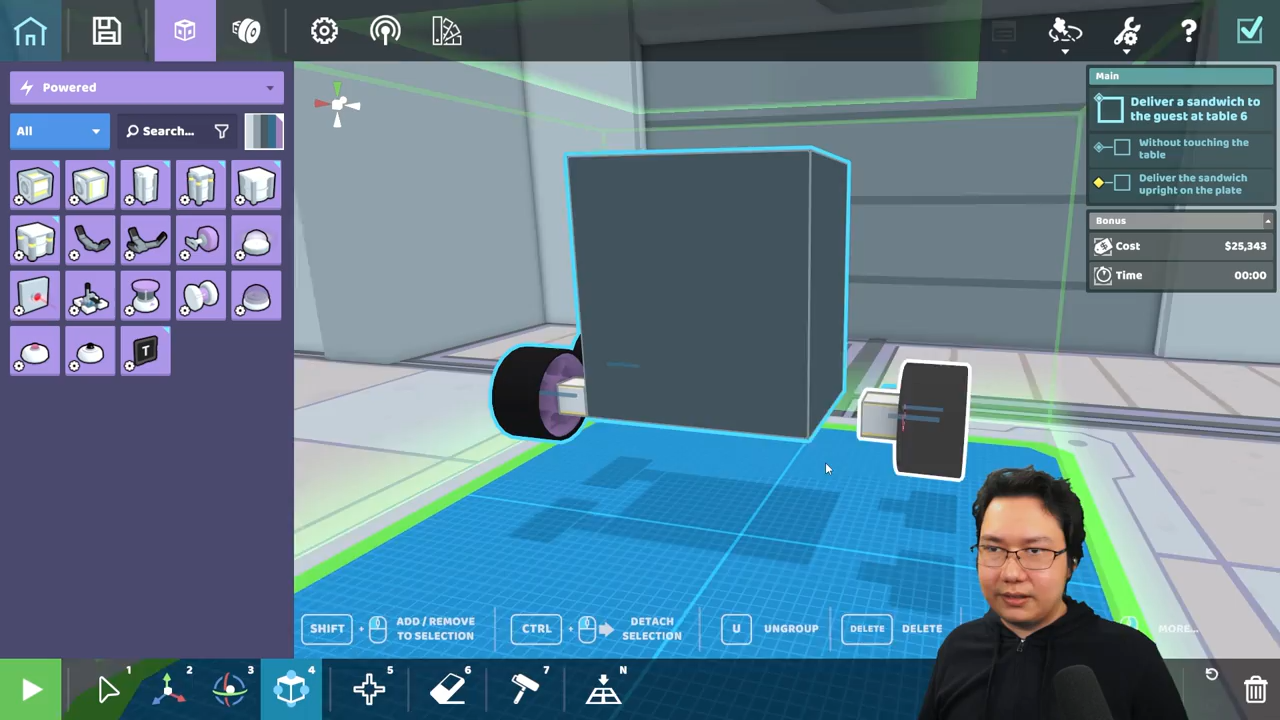 Main
Deliver a sandwich to
the guest at table 6
Without touching the
table
Deliver the sandwich
upright on the plate
Bonus
Cost $25,343
Time 00:00
Powered
All
Search...
T
SHIFT + ADD / REMOVE
TO SELECTION
CTRL + DETACH
SELECTION
U UNGROUP
DELETE DELETE
MORE...
1
2
3
4
5
6
7
N